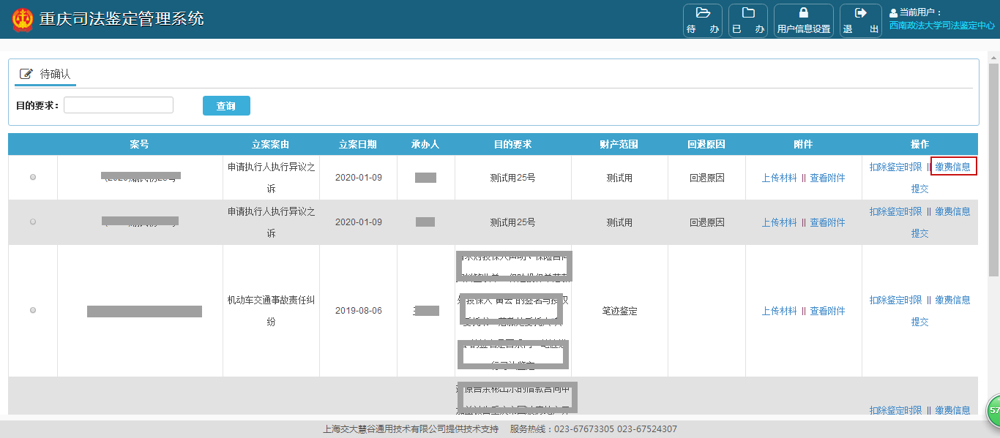 重庆司法鉴定管理系统
待 办
已 办
用户信息设置
退 出
当前用户：
西南政法大学司法鉴定中心
待确认
目的要求：
查询
案号 立案案由 立案日期 承办人 目的要求 财产范围 回退原因 附件 操作
申请执行人执行异议之诉 2020-01-09 测试用25号 测试用 回退原因 上传材料 || 查看附件 扣除鉴定时限 || 缴费信息
提交
申请执行人执行异议之诉 2020-01-09 测试用25号 测试用 回退原因 上传材料 || 查看附件 扣除鉴定时限 || 缴费信息
提交
机动车交通事故责任纠纷 2019-08-06 笔迹鉴定 上传材料 || 查看附件 扣除鉴定时限 || 缴费信息
提交
扣除鉴定时限 || 缴费信息
57
上海交大慧谷通用技术有限公司提供技术支持 服务热线：023-67673305 023-67524307